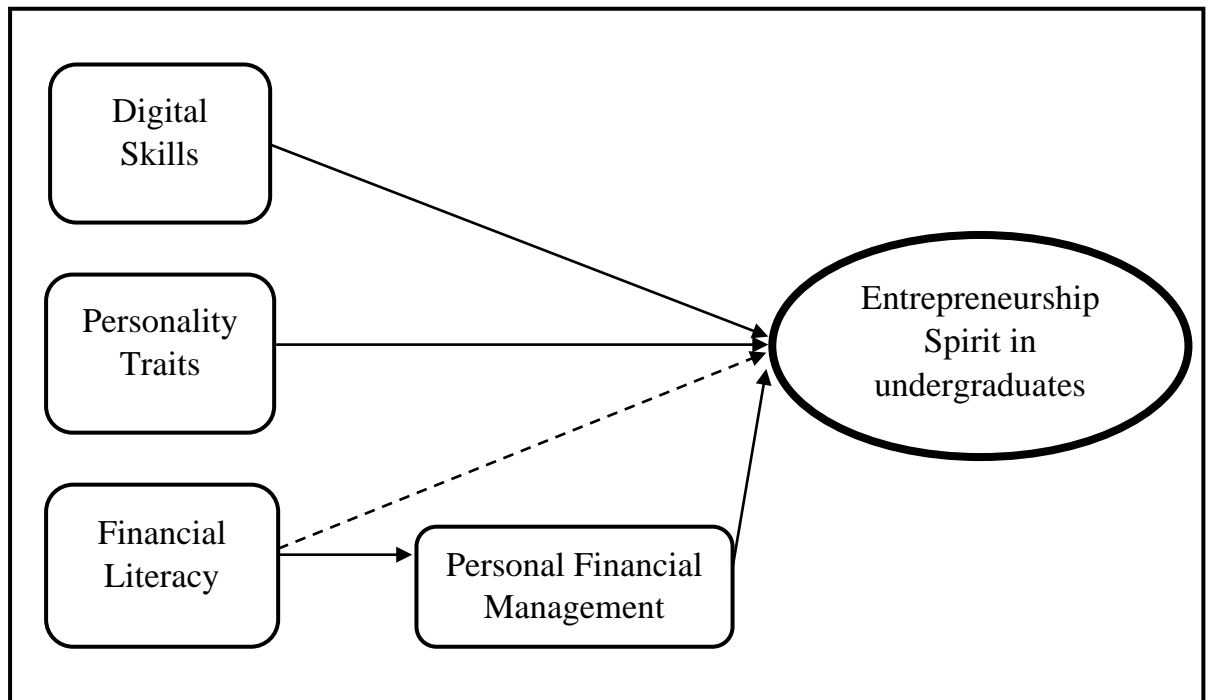 Digital
Skills
Personality
Traits
Financial
Literacy
Personal Financial
Management
Entrepreneurship
Spirit in
undergraduates